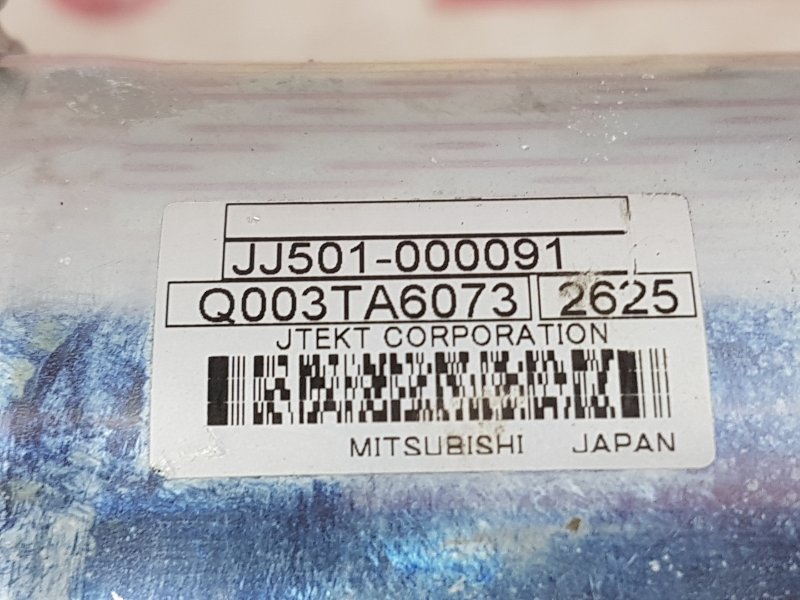 JJ501-000091
Q003TA6073 2625
JTEKT CORPORATION
MITSUBISHI JAPAN